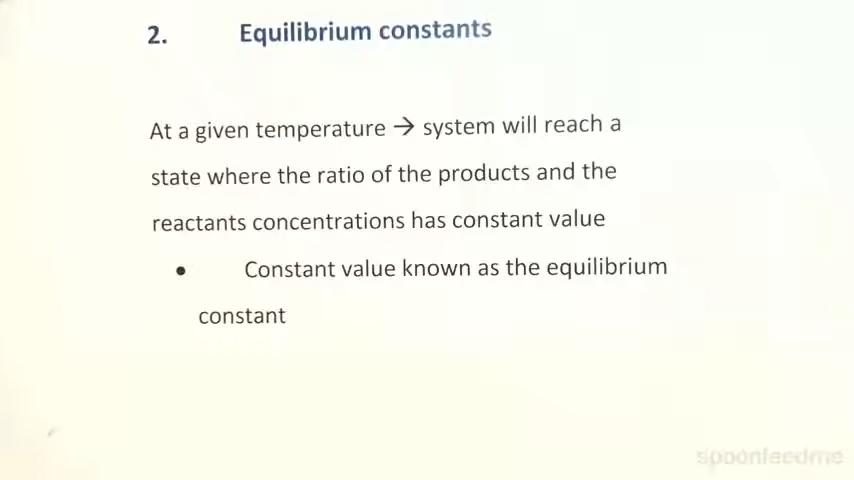 2. Equilibrium constants
At a given temperature → system will reach a
state where the ratio of the products and the
reactants concentrations has constant value
• Constant value known as the equilibrium
constant
spoonfeedme